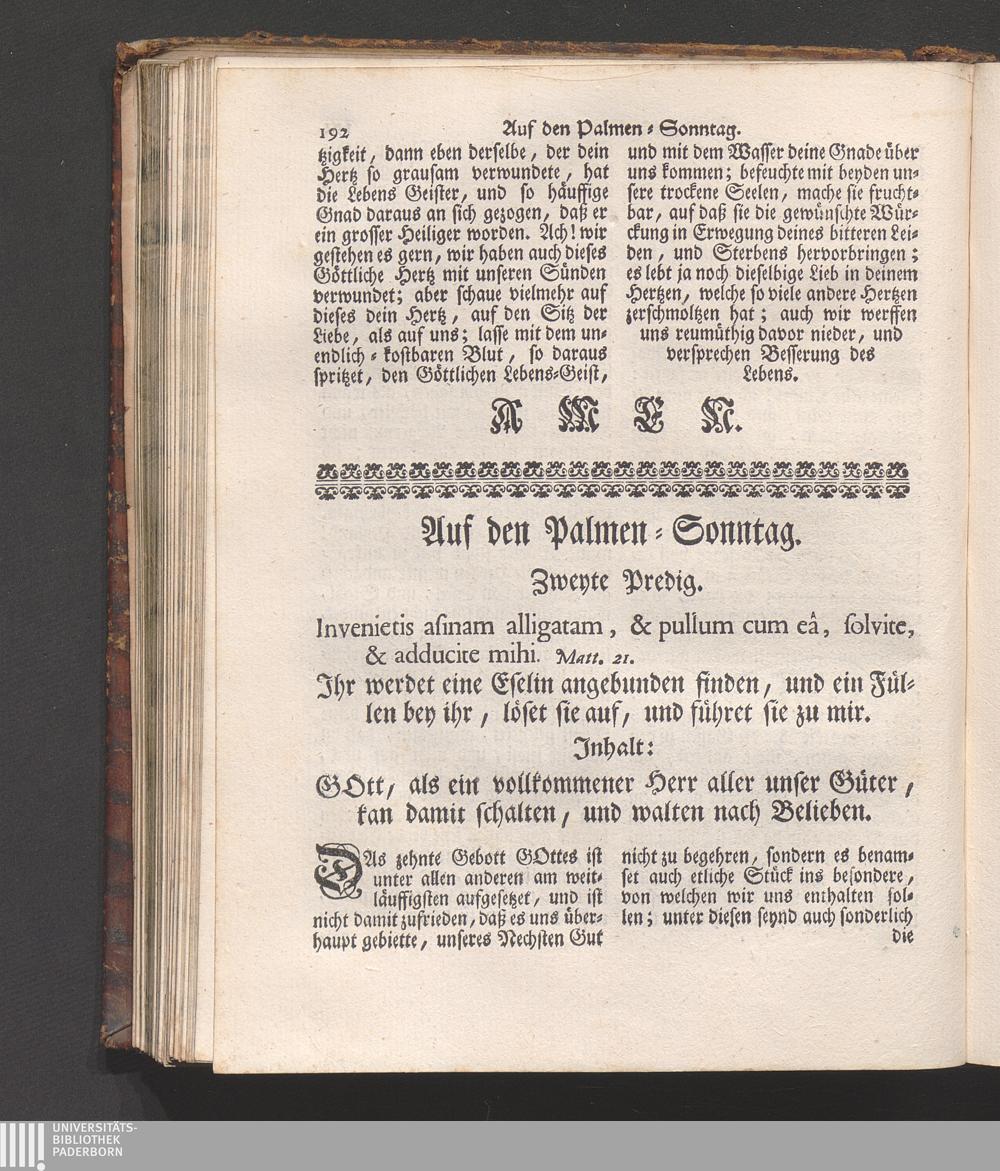 192
Auf den Palmen-Sonntag.
tzigkeit, dann eben derselbe, der dein
Hertz so grausam verwundete, hat
die Lebens Geister, und so häuffige
Gnad daraus an sich gezogen, daß er
ein grosser Heiliger worden. Ach! wir
gestehen es gern, wir haben auch dieses
Göttliche Hertz mit unseren Sünden
verwundet; aber schaue vielmehr auf
dieses dein Hertz, auf den Sitz der
Liebe, als auf uns; lasse mit dem un-
endlich-kostbaren Blut, so daraus
spritzet, den Göttlichen Lebens-Geist,
und mit dem Wasser deine Gnade über
uns kommen; befeuchte mit beyden un-
sere trockene Seelen, mache sie frucht-
bar, auf daß sie die gewünschte Wür-
ckung in Erwegung deines bitteren Lei-
den, und Sterbens hervorbringen;
es lebt ja noch dieselbige Lieb in deinem
Hertzen, welche so viele andere Hertzen
zerschmoltzen hat; auch wir werffen
uns reumüthig davor nieder, und
versprechen Besserung des
Lebens.
A M E N.
Auf den Palmen-Sonntag.
Zweyte Predig.
Invenietis asinam alligatam, & pullum cum eâ, solvite,
& adducite mihi. Matt. 21.
Ihr werdet eine Eselin angebunden finden, und ein Fül-
len bey ihr, löset sie auf, und führet sie zu mir.
Inhalt:
GOtt, als ein vollkommener Herr aller unser Güter,
kan damit schalten, und walten nach Belieben.
DAs zehnte Gebott GOttes ist
unter allen anderen am weit-
läuffigsten aufgesetzet, und ist
nicht damit zufrieden, daß es uns über-
haupt gebiette, unseres Nechsten Gut
nicht zu begehren, sondern es benam-
set auch etliche Stück ins besondere,
von welchen wir uns enthalten sol-
len; unter diesen seynd auch sonderlich
die
UNIVERSITÄTS-
BIBLIOTHEK
PADERBORN